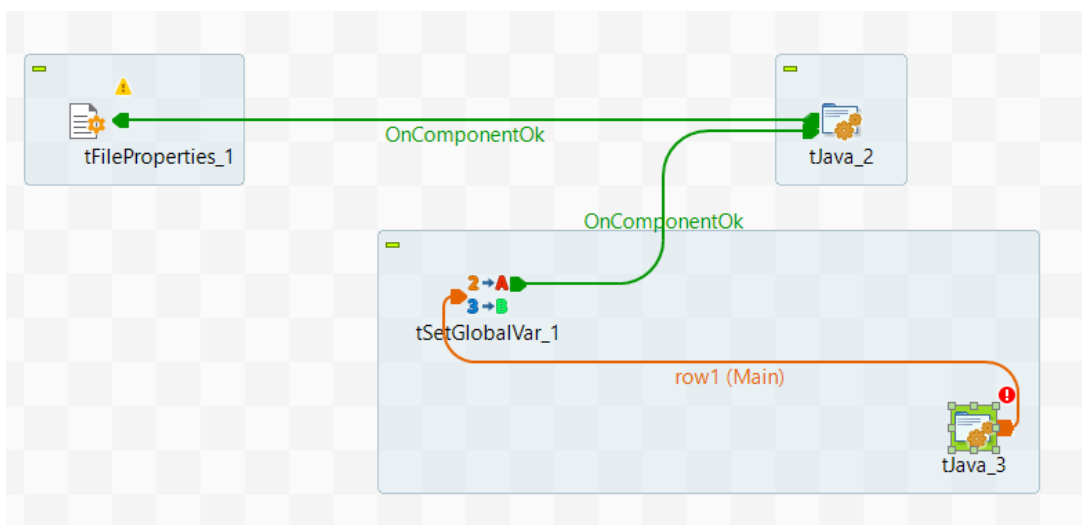 OnComponentOk
tFileProperties_1
tJava_2
OnComponentOk
2→A
3→B
tSetGlobalVar_1
row1 (Main)
tJava_3